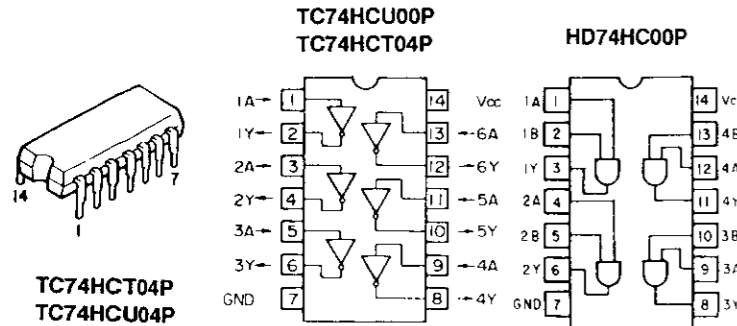 14
7
1
TC74HCT04P
TC74HCU04P
TC74HCU00P
TC74HCT04P
1A 1 14 Vcc
1Y 2 13 6A
2A 3 12 6Y
2Y 4 11 5A
3A 5 10 5Y
3Y 6 9 4A
GND 7 8 4Y
HD74HC00P
1A 1 14 Vc
1B 2 13 4B
1Y 3 12 4A
2A 4 11 4Y
2B 5 10 3B
2Y 6 9 3A
GND 7 8 3Y